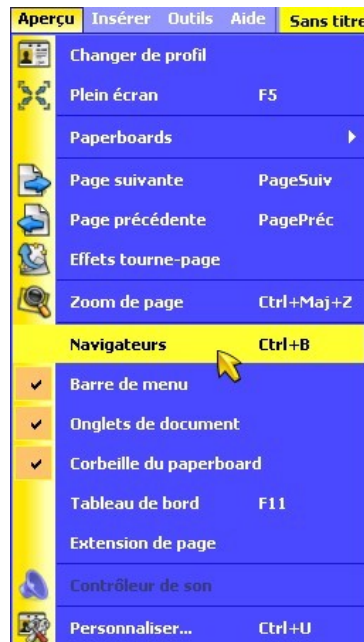 Aperçu Insérer Outils Aide Sans titre
Changer de profil
Plein écran F5
Paperboards
Page suivante PageSuiv
Page précédente PagePréc
Effets tourne-page
Zoom de page Ctrl+Maj+Z
Navigateurs Ctrl+B
Barre de menu
Onglets de document
Corbeille du paperboard
Tableau de bord F11
Extension de page
Contrôleur de son
Personnaliser... Ctrl+U